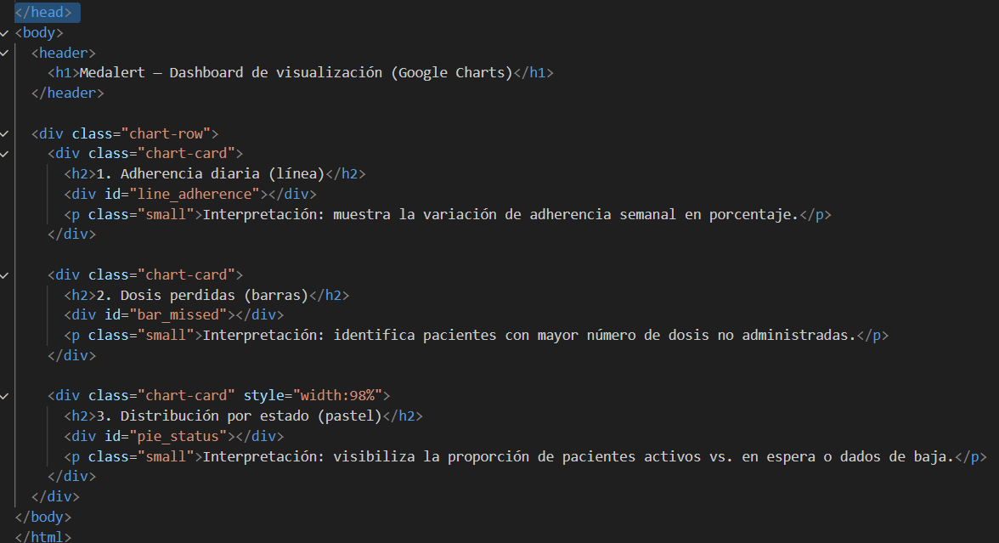 </head>
<body>
<header>
<h1>Medalert – Dashboard de visualización (Google Charts)</h1>
</header>
<div class="chart-row">
<div class="chart-card">
<h2>1. Adherencia diaria (línea)</h2>
<div id="line_adherence"></div>
<p class="small">Interpretación: muestra la variación de adherencia semanal en porcentaje.</p>
</div>
<div class="chart-card">
<h2>2. Dosis perdidas (barras)</h2>
<div id="bar_missed"></div>
<p class="small">Interpretación: identifica pacientes con mayor número de dosis no administradas.</p>
</div>
<div class="chart-card" style="width:98%">
<h2>3. Distribución por estado (pastel)</h2>
<div id="pie_status"></div>
<p class="small">Interpretación: visibiliza la proporción de pacientes activos vs. en espera o dados de baja.</p>
</div>
</div>
</body>
</html>